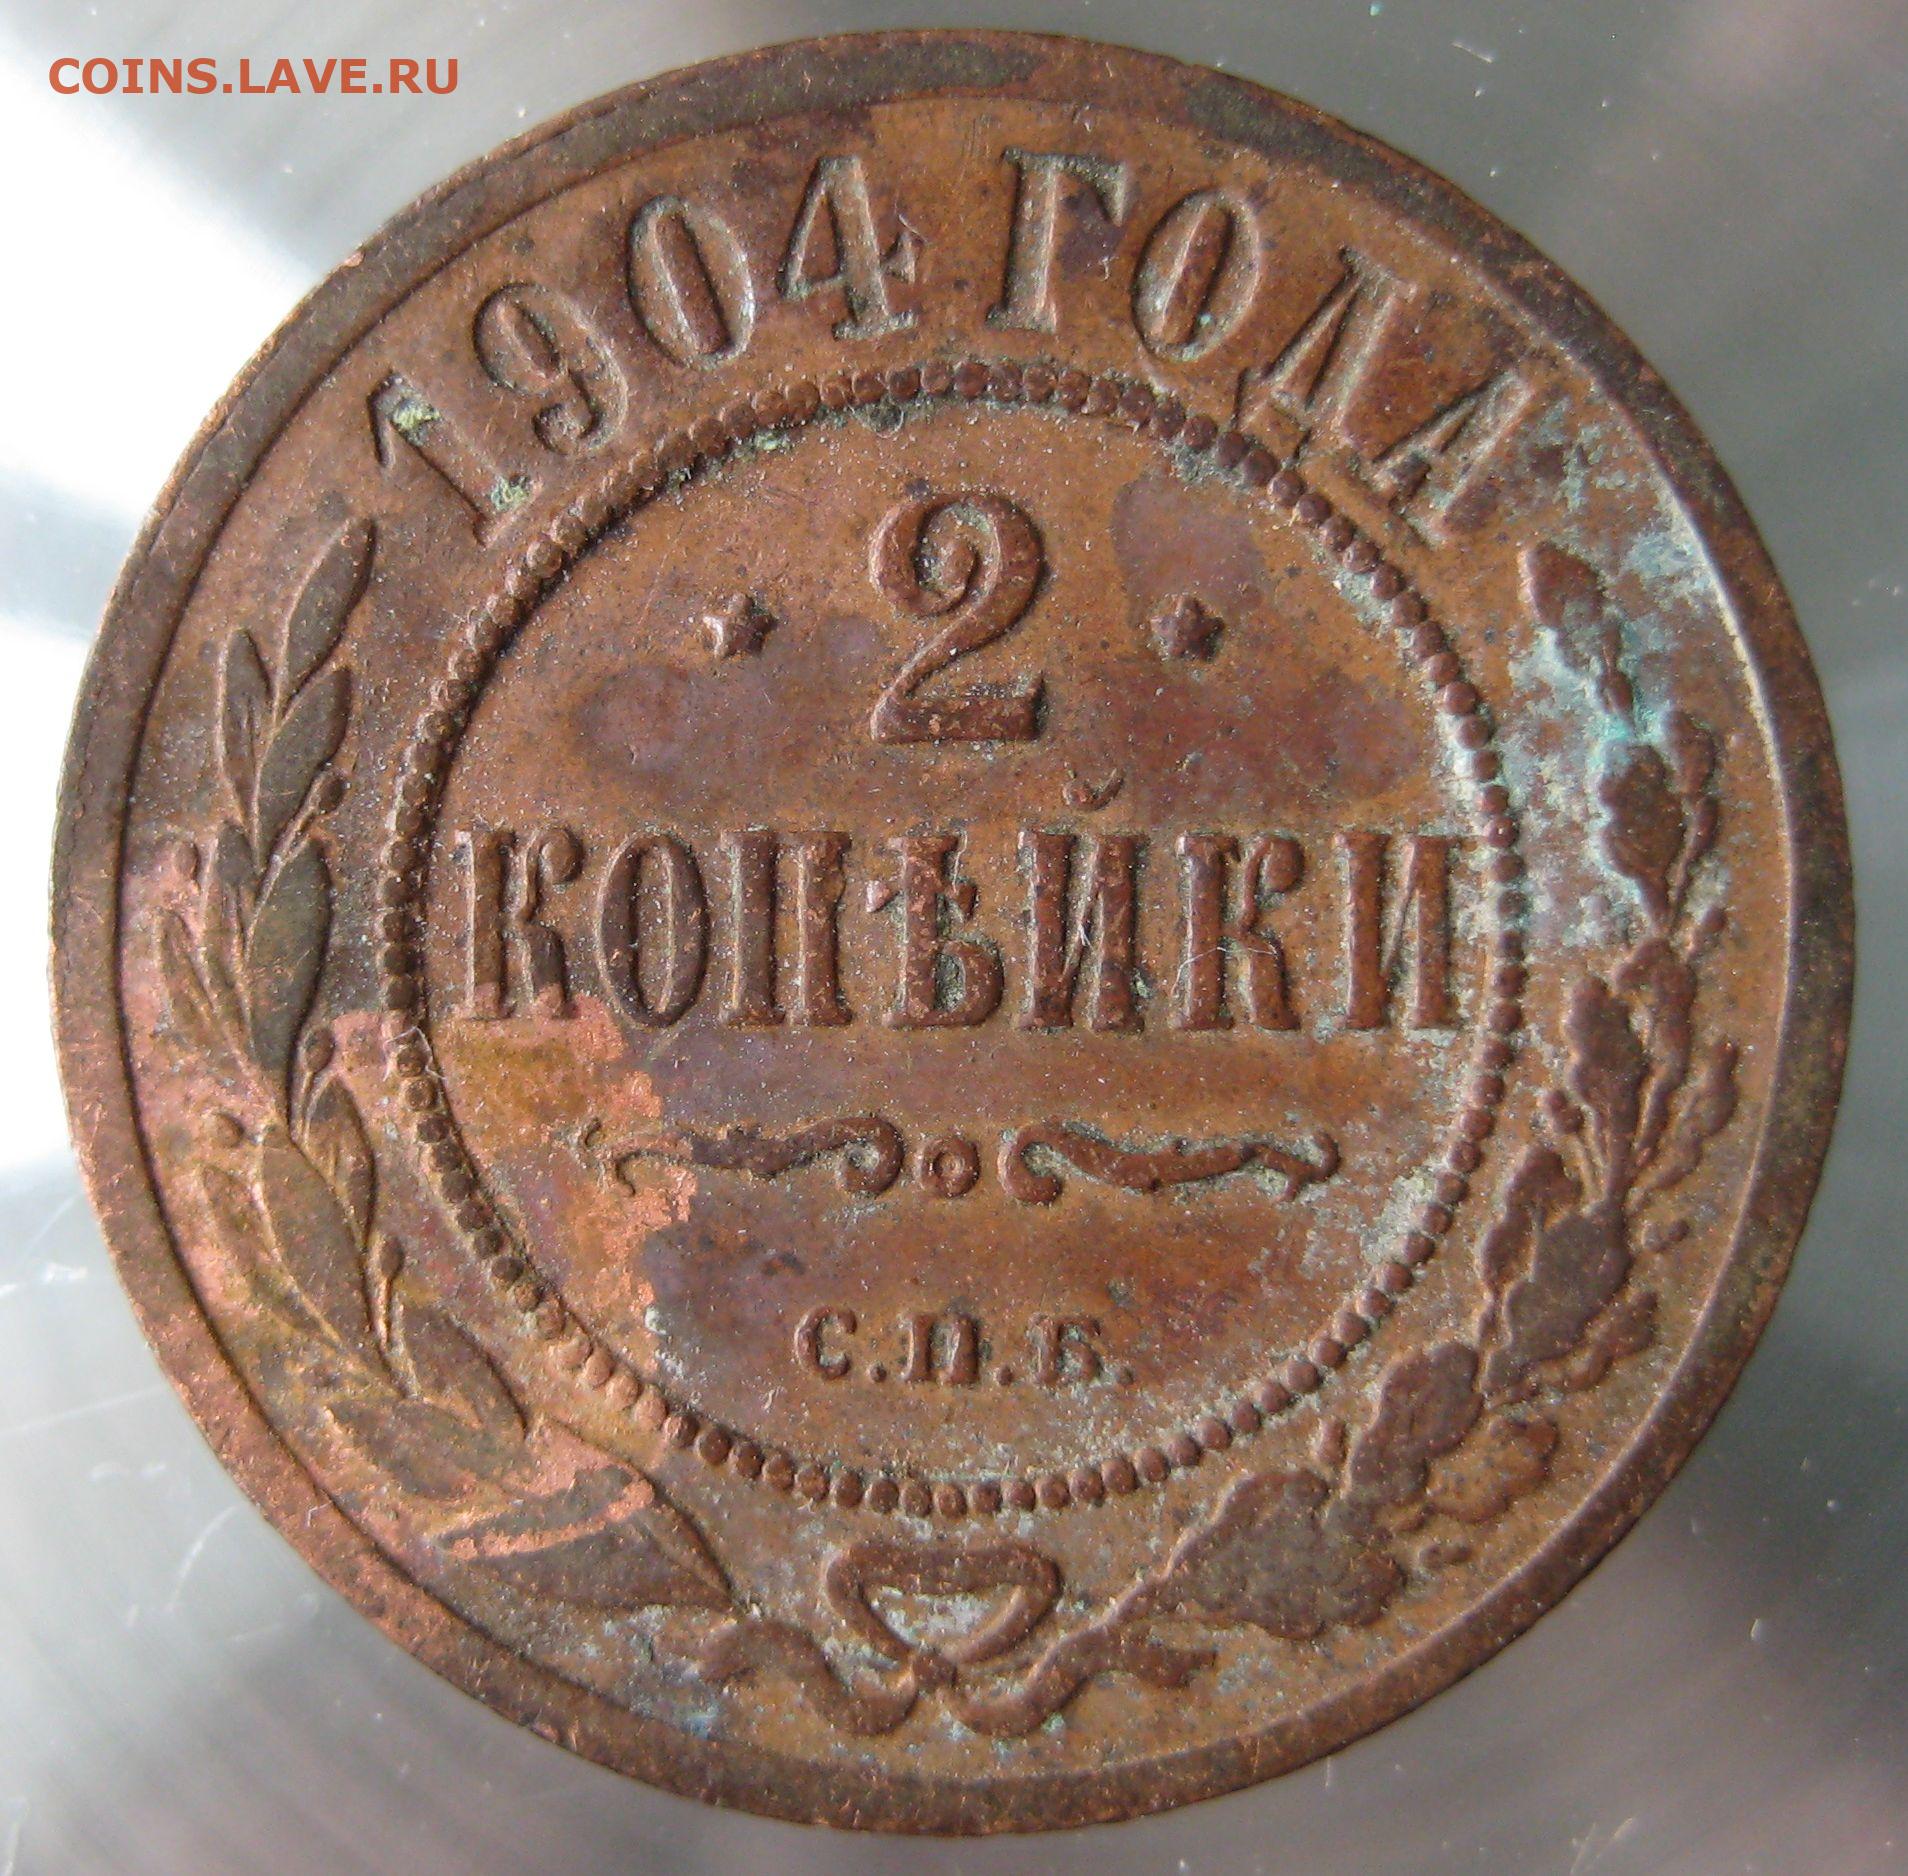 COINS.LAVE.RU
1904 ГОДА
2
КОПѢЙКИ
С.П.Б.